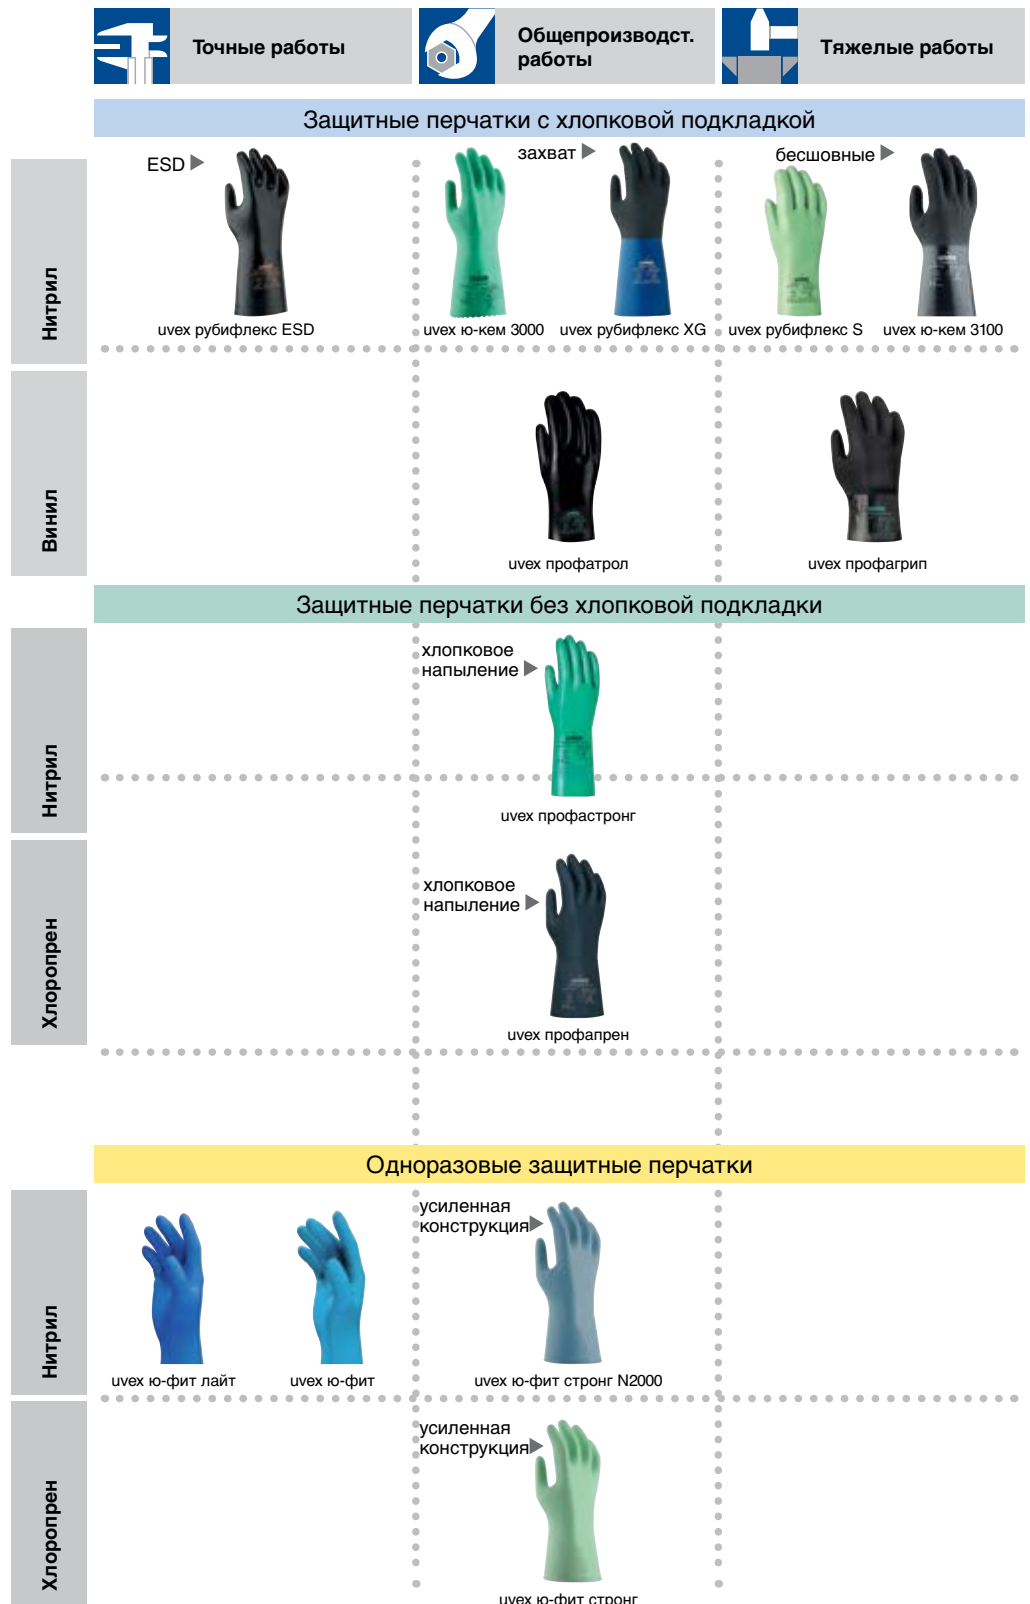 Точные работы
Общепроизводст.
работы
Тяжелые работы
Защитные перчатки с хлопковой подкладкой
Нитрил
ESD
захват
бесшовные
uvex рубифлекс ESD
uvex ю-кем 3000
uvex рубифлекс XG
uvex рубифлекс S
uvex ю-кем 3100
Винил
uvex профатрол
uvex профагрип
Защитные перчатки без хлопковой подкладки
Нитрил
хлопковое
напыление
uvex профастронг
Хлоропрен
хлопковое
напыление
uvex профапрен
Одноразовые защитные перчатки
Нитрил
усиленная
конструкция
uvex ю-фит лайт
uvex ю-фит
uvex ю-фит стронг N2000
Хлоропрен
усиленная
конструкция
uvex ю-фит стронг